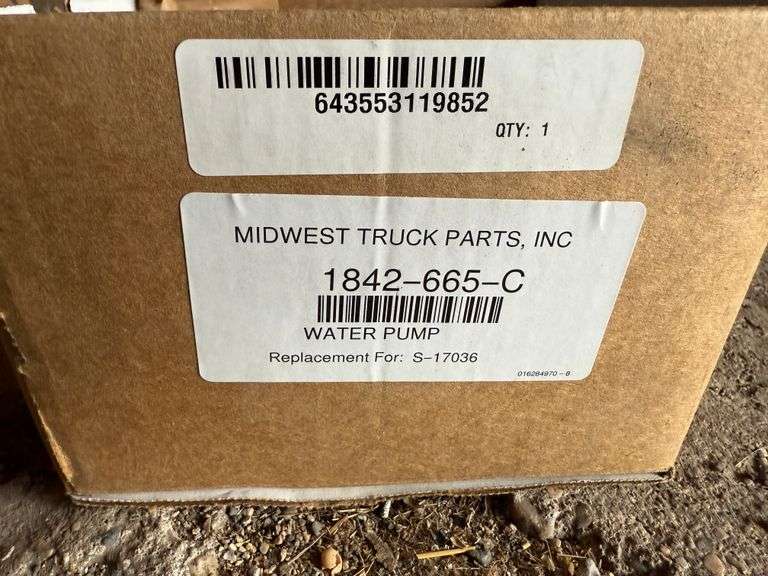 643553119852
QTY: 1
MIDWEST TRUCK PARTS, INC
1842-665-C
WATER PUMP
Replacement For: S-17036
016284970-8